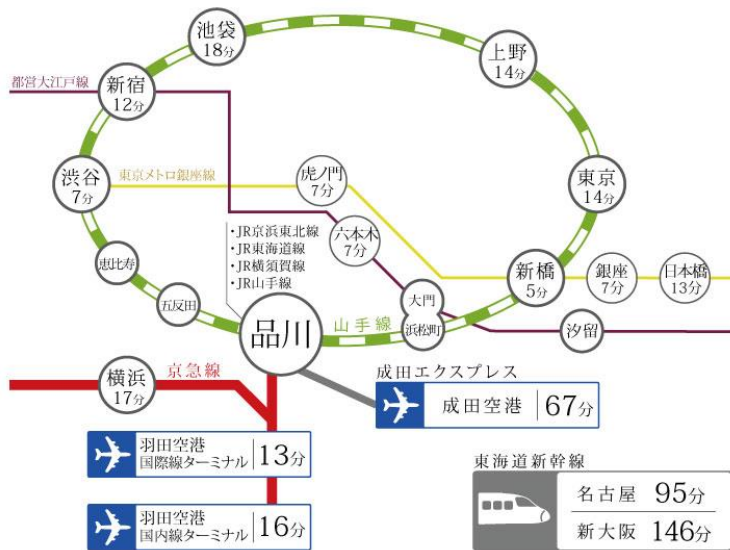 池袋
18分
上野
14分
都営大江戸線
新宿
12分
渋谷
7分
東京メトロ銀座線
虎ノ門
7分
東京
14分
・JR京浜東北線
・JR東海道線
・JR横須賀線
・JR山手線
六本木
7分
恵比寿
新橋
5分
銀座
7分
日本橋
13分
五反田
大門
浜松町
品川
山手線
汐留
横浜
17分
京急線
成田エクスプレス
成田空港 67分
羽田空港
国際線ターミナル 13分
羽田空港
国内線ターミナル 16分
東海道新幹線
名古屋 95分
新大阪 146分